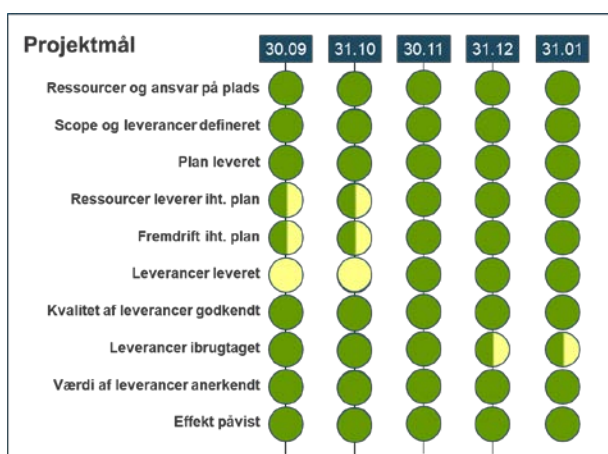 Projektmål 30.09 31.10 30.11 31.12 31.01
Ressourcer og ansvar på plads
Scope og leverancer defineret
Plan leveret
Ressourcer leverer iht. plan
Fremdrift iht. plan
Leverancer leveret
Kvalitet af leverancer godkendt
Leverancer ibrugtaget
Værdi af leverancer anerkendt
Effekt påvist